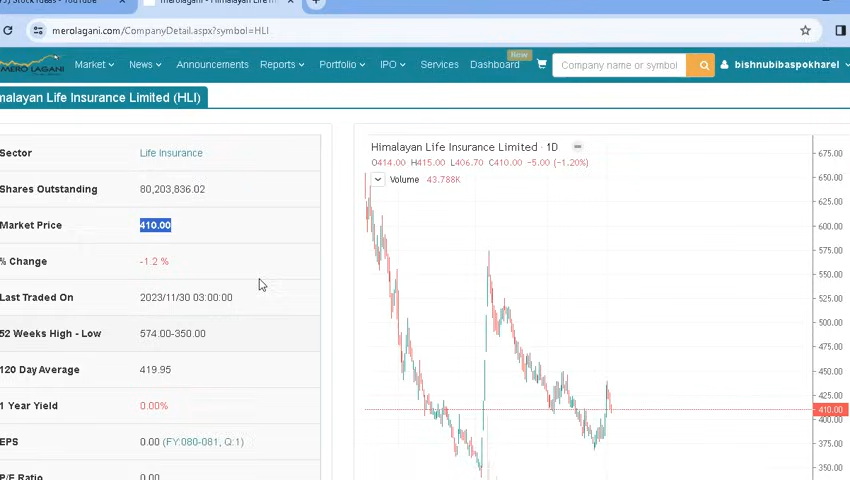 Stock Ideas - YouTube
merolagani - Himalayan Life In
merolagani.com/CompanyDetail.aspx?symbol=HLI
MERO LAGANI
Market
News
Announcements
Reports
Portfolio
IPO
Services
Dashboard
New
Company name or symbol
bishnubibaspokharel
malayan Life Insurance Limited (HLI)
Sector Life Insurance
Shares Outstanding 80,203,836.02
Market Price 410.00
% Change -1.2 %
Last Traded On 2023/11/30 03:00:00
52 Weeks High - Low 574.00-350.00
120 Day Average 419.95
1 Year Yield 0.00%
EPS 0.00 (FY:080-081, Q:1)
P/E Ratio 0.00
Himalayan Life Insurance Limited · 1D
O414.00 H415.00 L406.70 C410.00 -5.00 (-1.20%)
Volume 43.788K
675.00
650.00
625.00
600.00
575.00
550.00
525.00
500.00
475.00
450.00
425.00
410.00
375.00
350.00